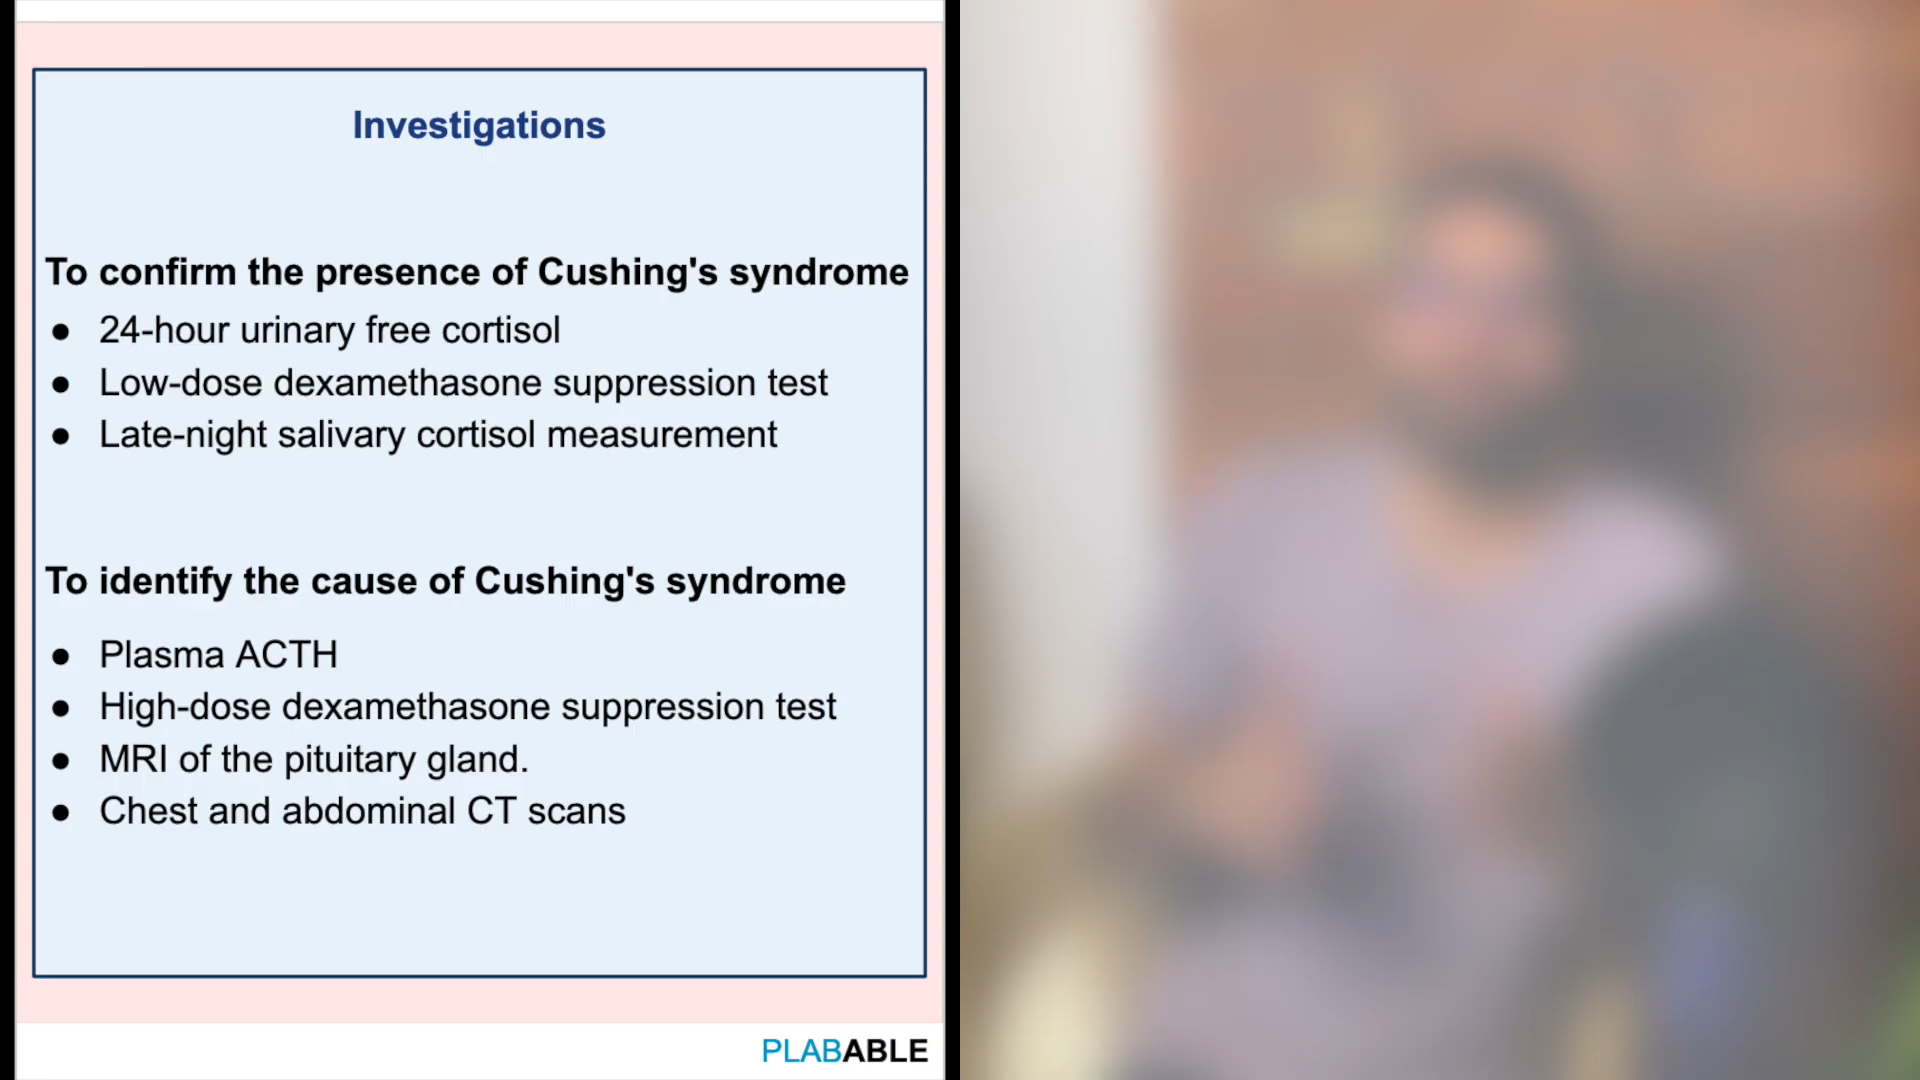 Investigations
To confirm the presence of Cushing's syndrome
● 24-hour urinary free cortisol
● Low-dose dexamethasone suppression test
● Late-night salivary cortisol measurement
To identify the cause of Cushing's syndrome
● Plasma ACTH
● High-dose dexamethasone suppression test
● MRI of the pituitary gland.
● Chest and abdominal CT scans
PLABABLE